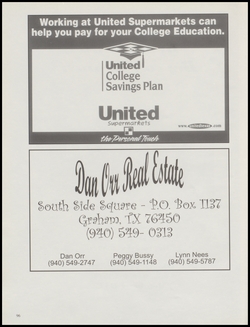 Working at United Supermarkets can
help you pay for your College Education.
United
College
Savings Plan
United
Supermarkets
the Personal Touch
Dan Orr Real Estate
South Side Square - P.O. Box 1137
Graham, TX 76450
(940) 549-0313
Dan Orr Peggy Bussy Lynn Nees
(940) 549-2747 (940) 549-1148 (940) 549-5787